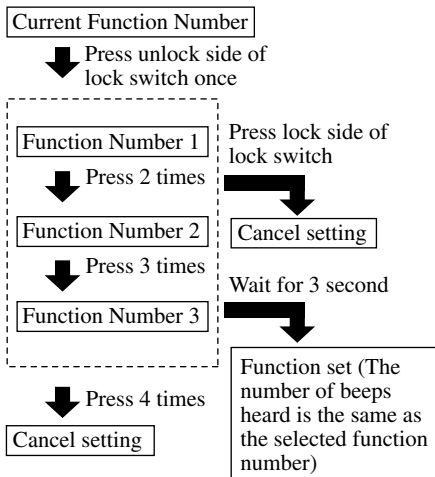 Current Function Number
Press unlock side of
lock switch once
Function Number 1
Press lock side of
lock switch
Press 2 times
Function Number 2
Cancel setting
Press 3 times
Wait for 3 second
Function Number 3
Function set (The
number of beeps
heard is the same as
the selected function
number)
Press 4 times
Cancel setting